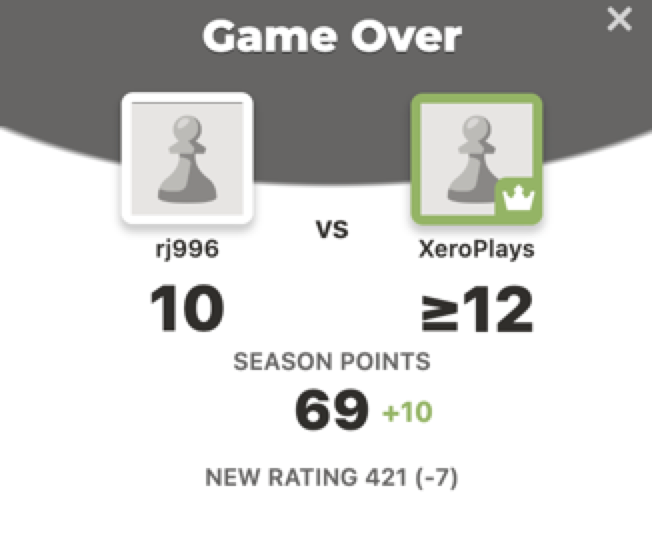 Game Over
×
vs
rj996
XeroPlays
10
≥12
SEASON POINTS
69 +10
NEW RATING 421 (-7)